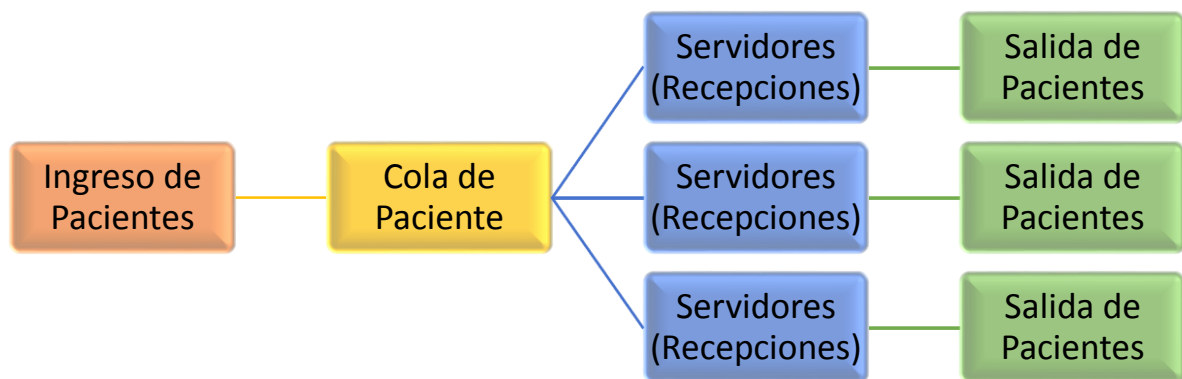 Ingreso de
Pacientes
Cola de
Paciente
Servidores
(Recepciones)
Salida de
Pacientes
Servidores
(Recepciones)
Salida de
Pacientes
Servidores
(Recepciones)
Salida de
Pacientes